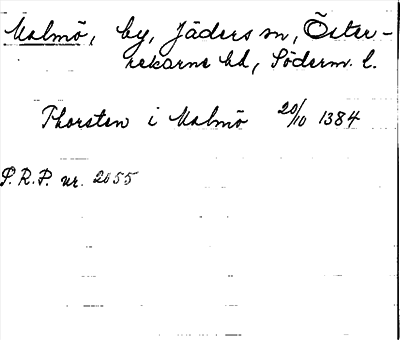 Malmö, by, Jäders sn, Öster-
rekarne hd, Söderm. l.
Thorsten i Malmö 20/10 1384
S.R.P. nr. 2055